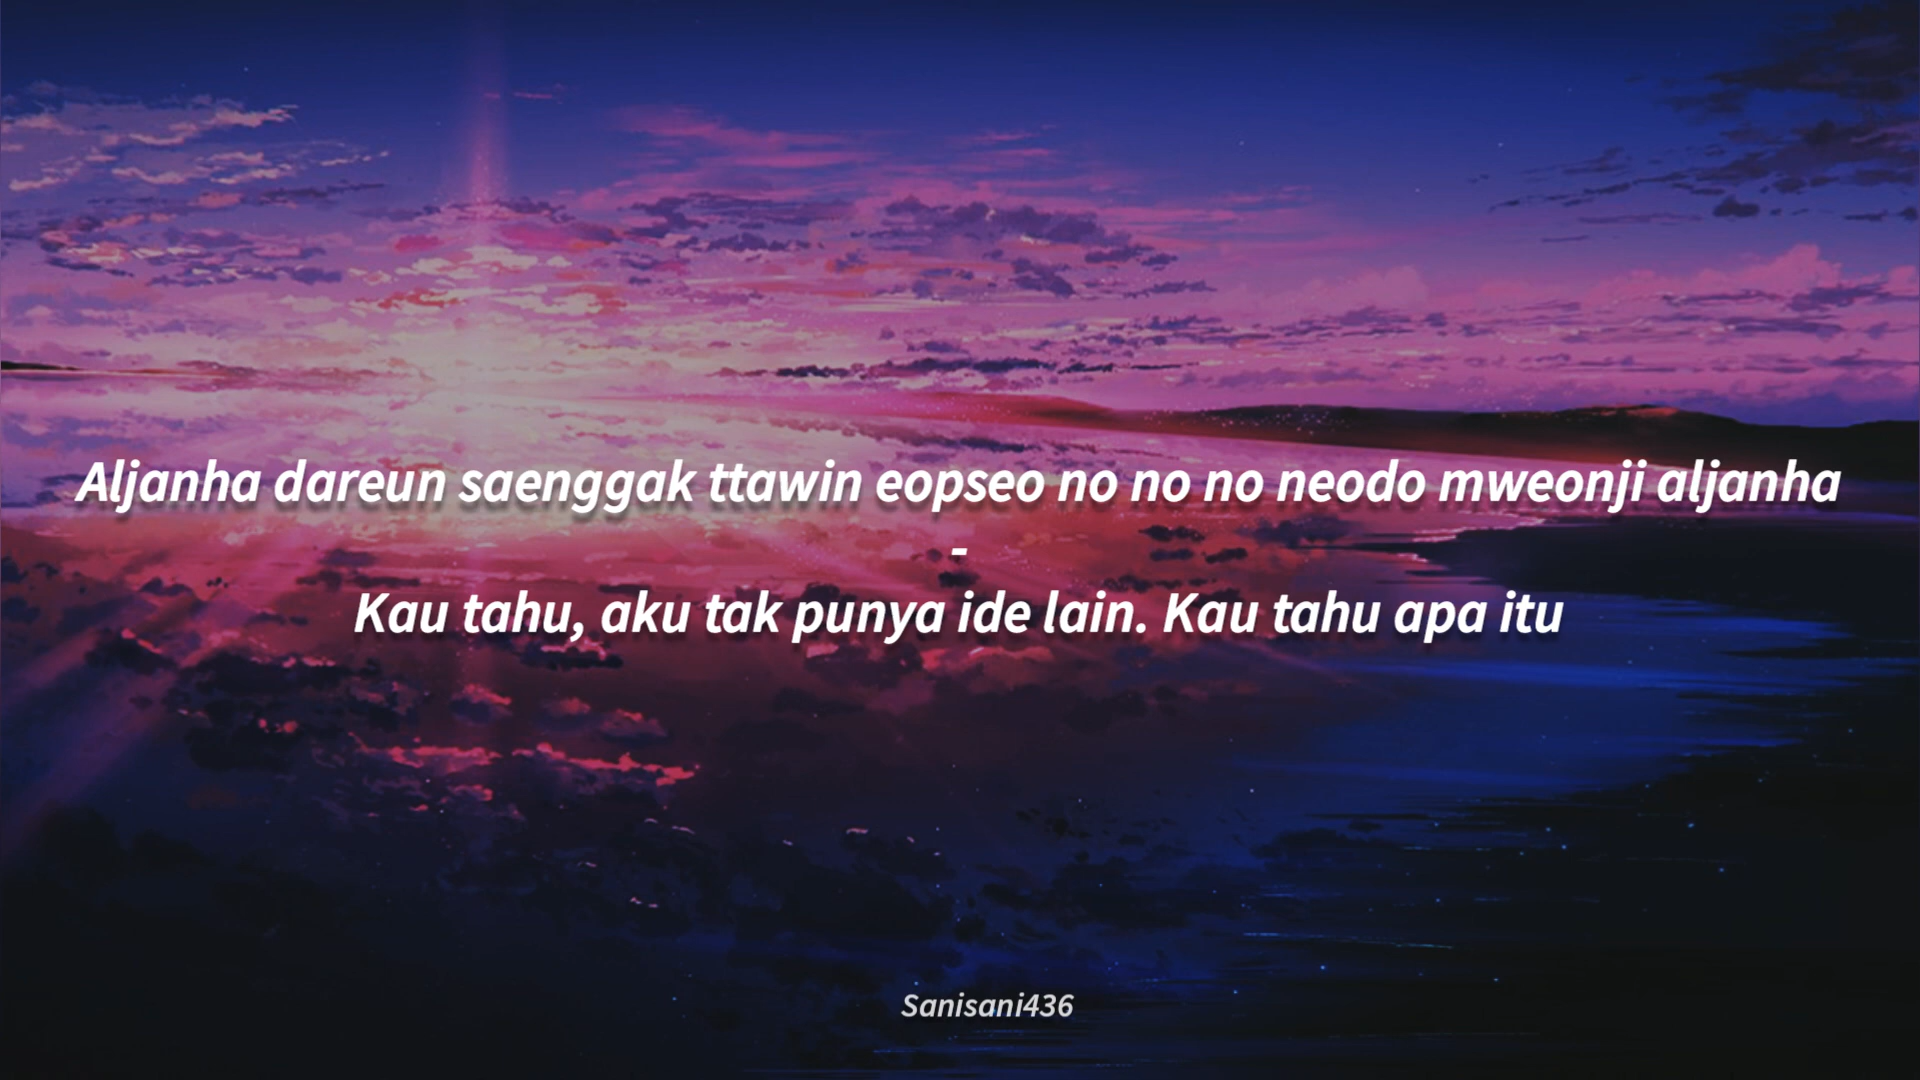 Aljanha dareun saenggak ttawin eopseo no no no neodo mweonji aljanha
-
Kau tahu, aku tak punya ide lain. Kau tahu apa itu
Sanisani436